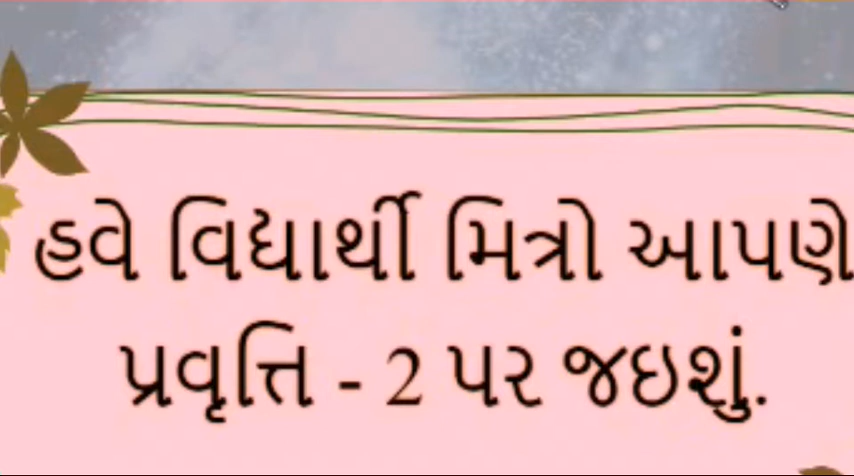 હવે વિદ્યાર્થી મિત્રો આપણે
પ્રવૃત્તિ - 2 પર જઇશું.